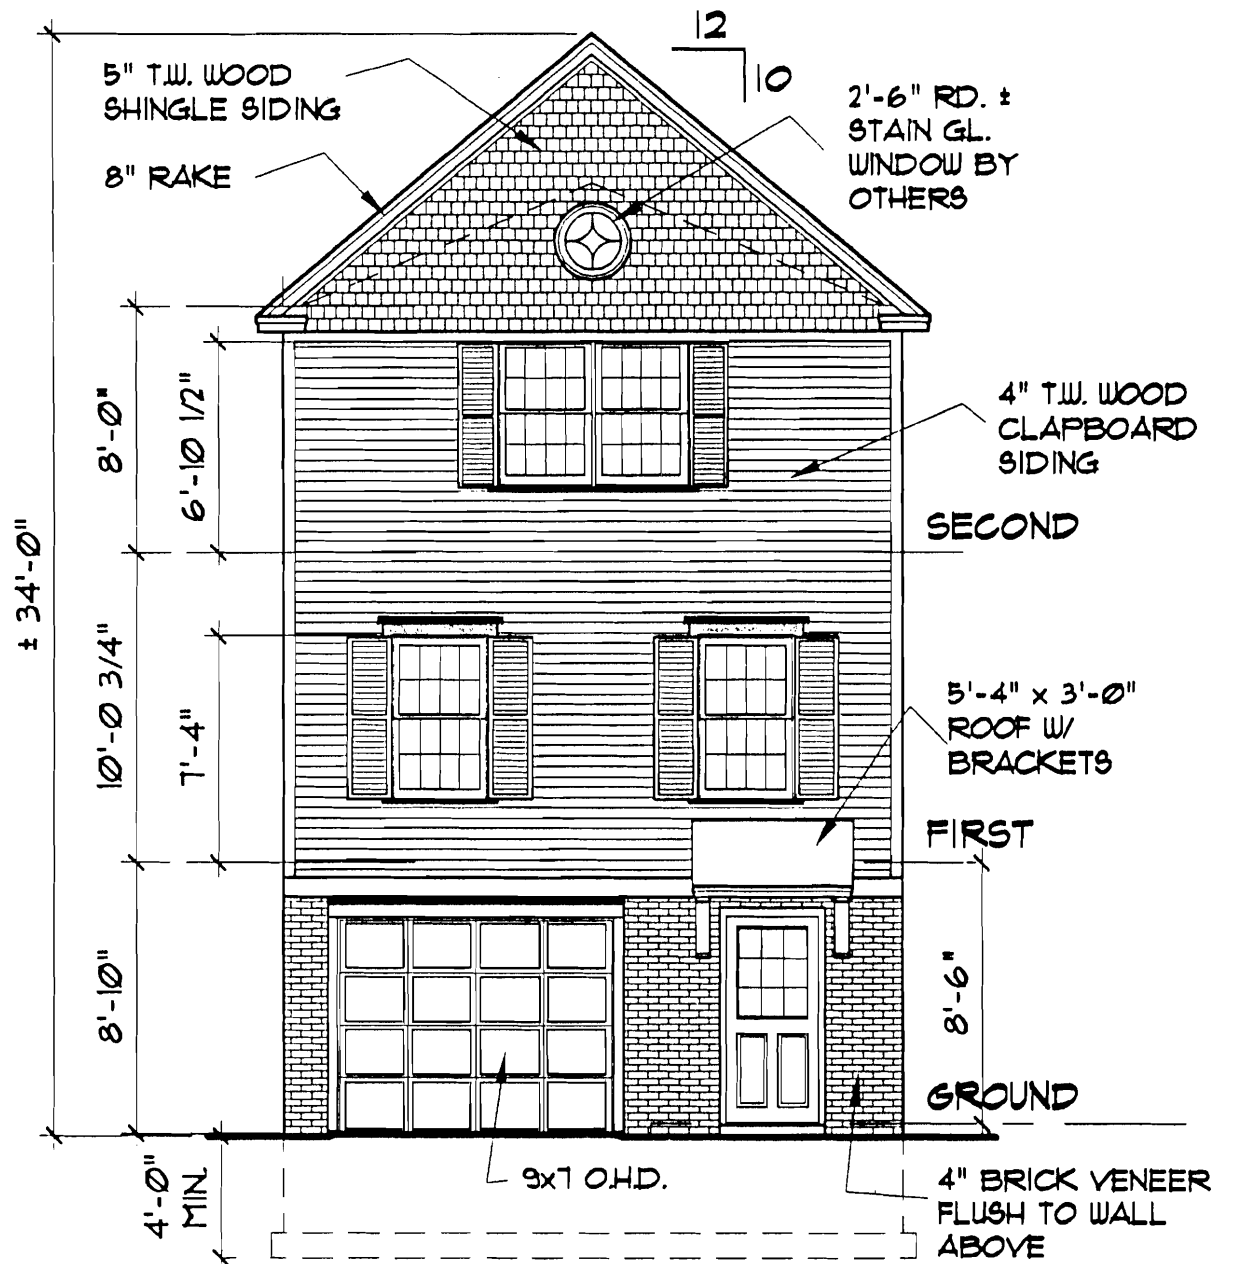 12
10
5" T.W. WOOD
SHINGLE SIDING
8" RAKE
2'-6" RD. ±
STAIN GL.
WINDOW BY
OTHERS
4" T.W. WOOD
CLAPBOARD
SIDING
8'-0"
6'-10 1/2"
± 34'-0"
SECOND
10'-0 3/4"
7'-4"
5'-4" x 3'-0"
ROOF W/
BRACKETS
FIRST
8'-10"
8'-6"
GROUND
4'-0"
MIN.
9x7 O.H.D.
4" BRICK VENEER
FLUSH TO WALL
ABOVE